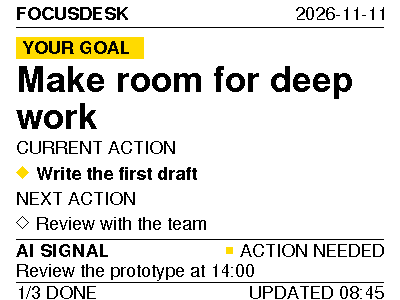 FOCUSDESK 2026-11-11
YOUR GOAL
Make room for deep
work
CURRENT ACTION
Write the first draft
NEXT ACTION
Review with the team
AI SIGNAL ACTION NEEDED
Review the prototype at 14:00
1/3 DONE UPDATED 08:45